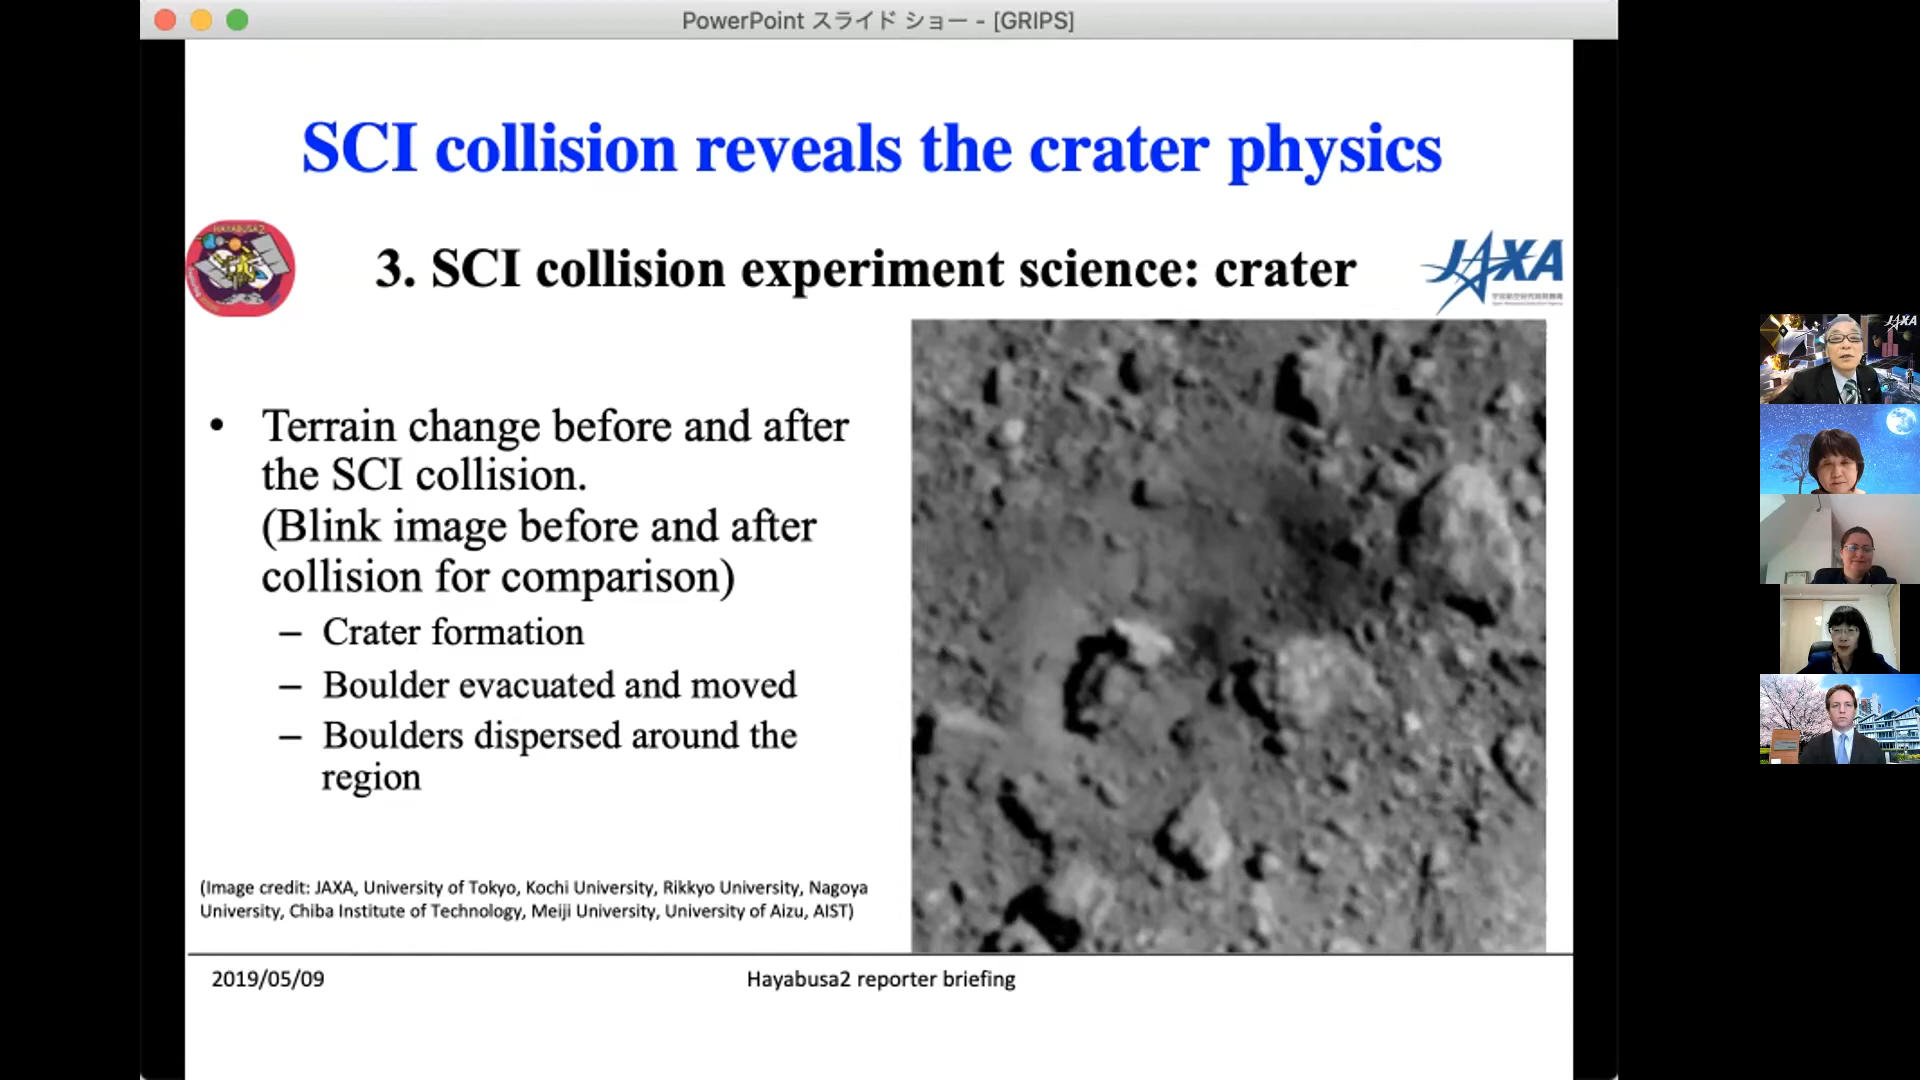 PowerPoint スライド ショー - [GRIPS]
SCI collision reveals the crater physics
HAYABUSA2
3. SCI collision experiment science: crater
JAXA
• Terrain change before and after
the SCI collision.
(Blink image before and after
collision for comparison)
– Crater formation
– Boulder evacuated and moved
– Boulders dispersed around the
region
(Image credit: JAXA, University of Tokyo, Kochi University, Rikkyo University, Nagoya
University, Chiba Institute of Technology, Meiji University, University of Aizu, AIST)
2019/05/09
Hayabusa2 reporter briefing
JAXA